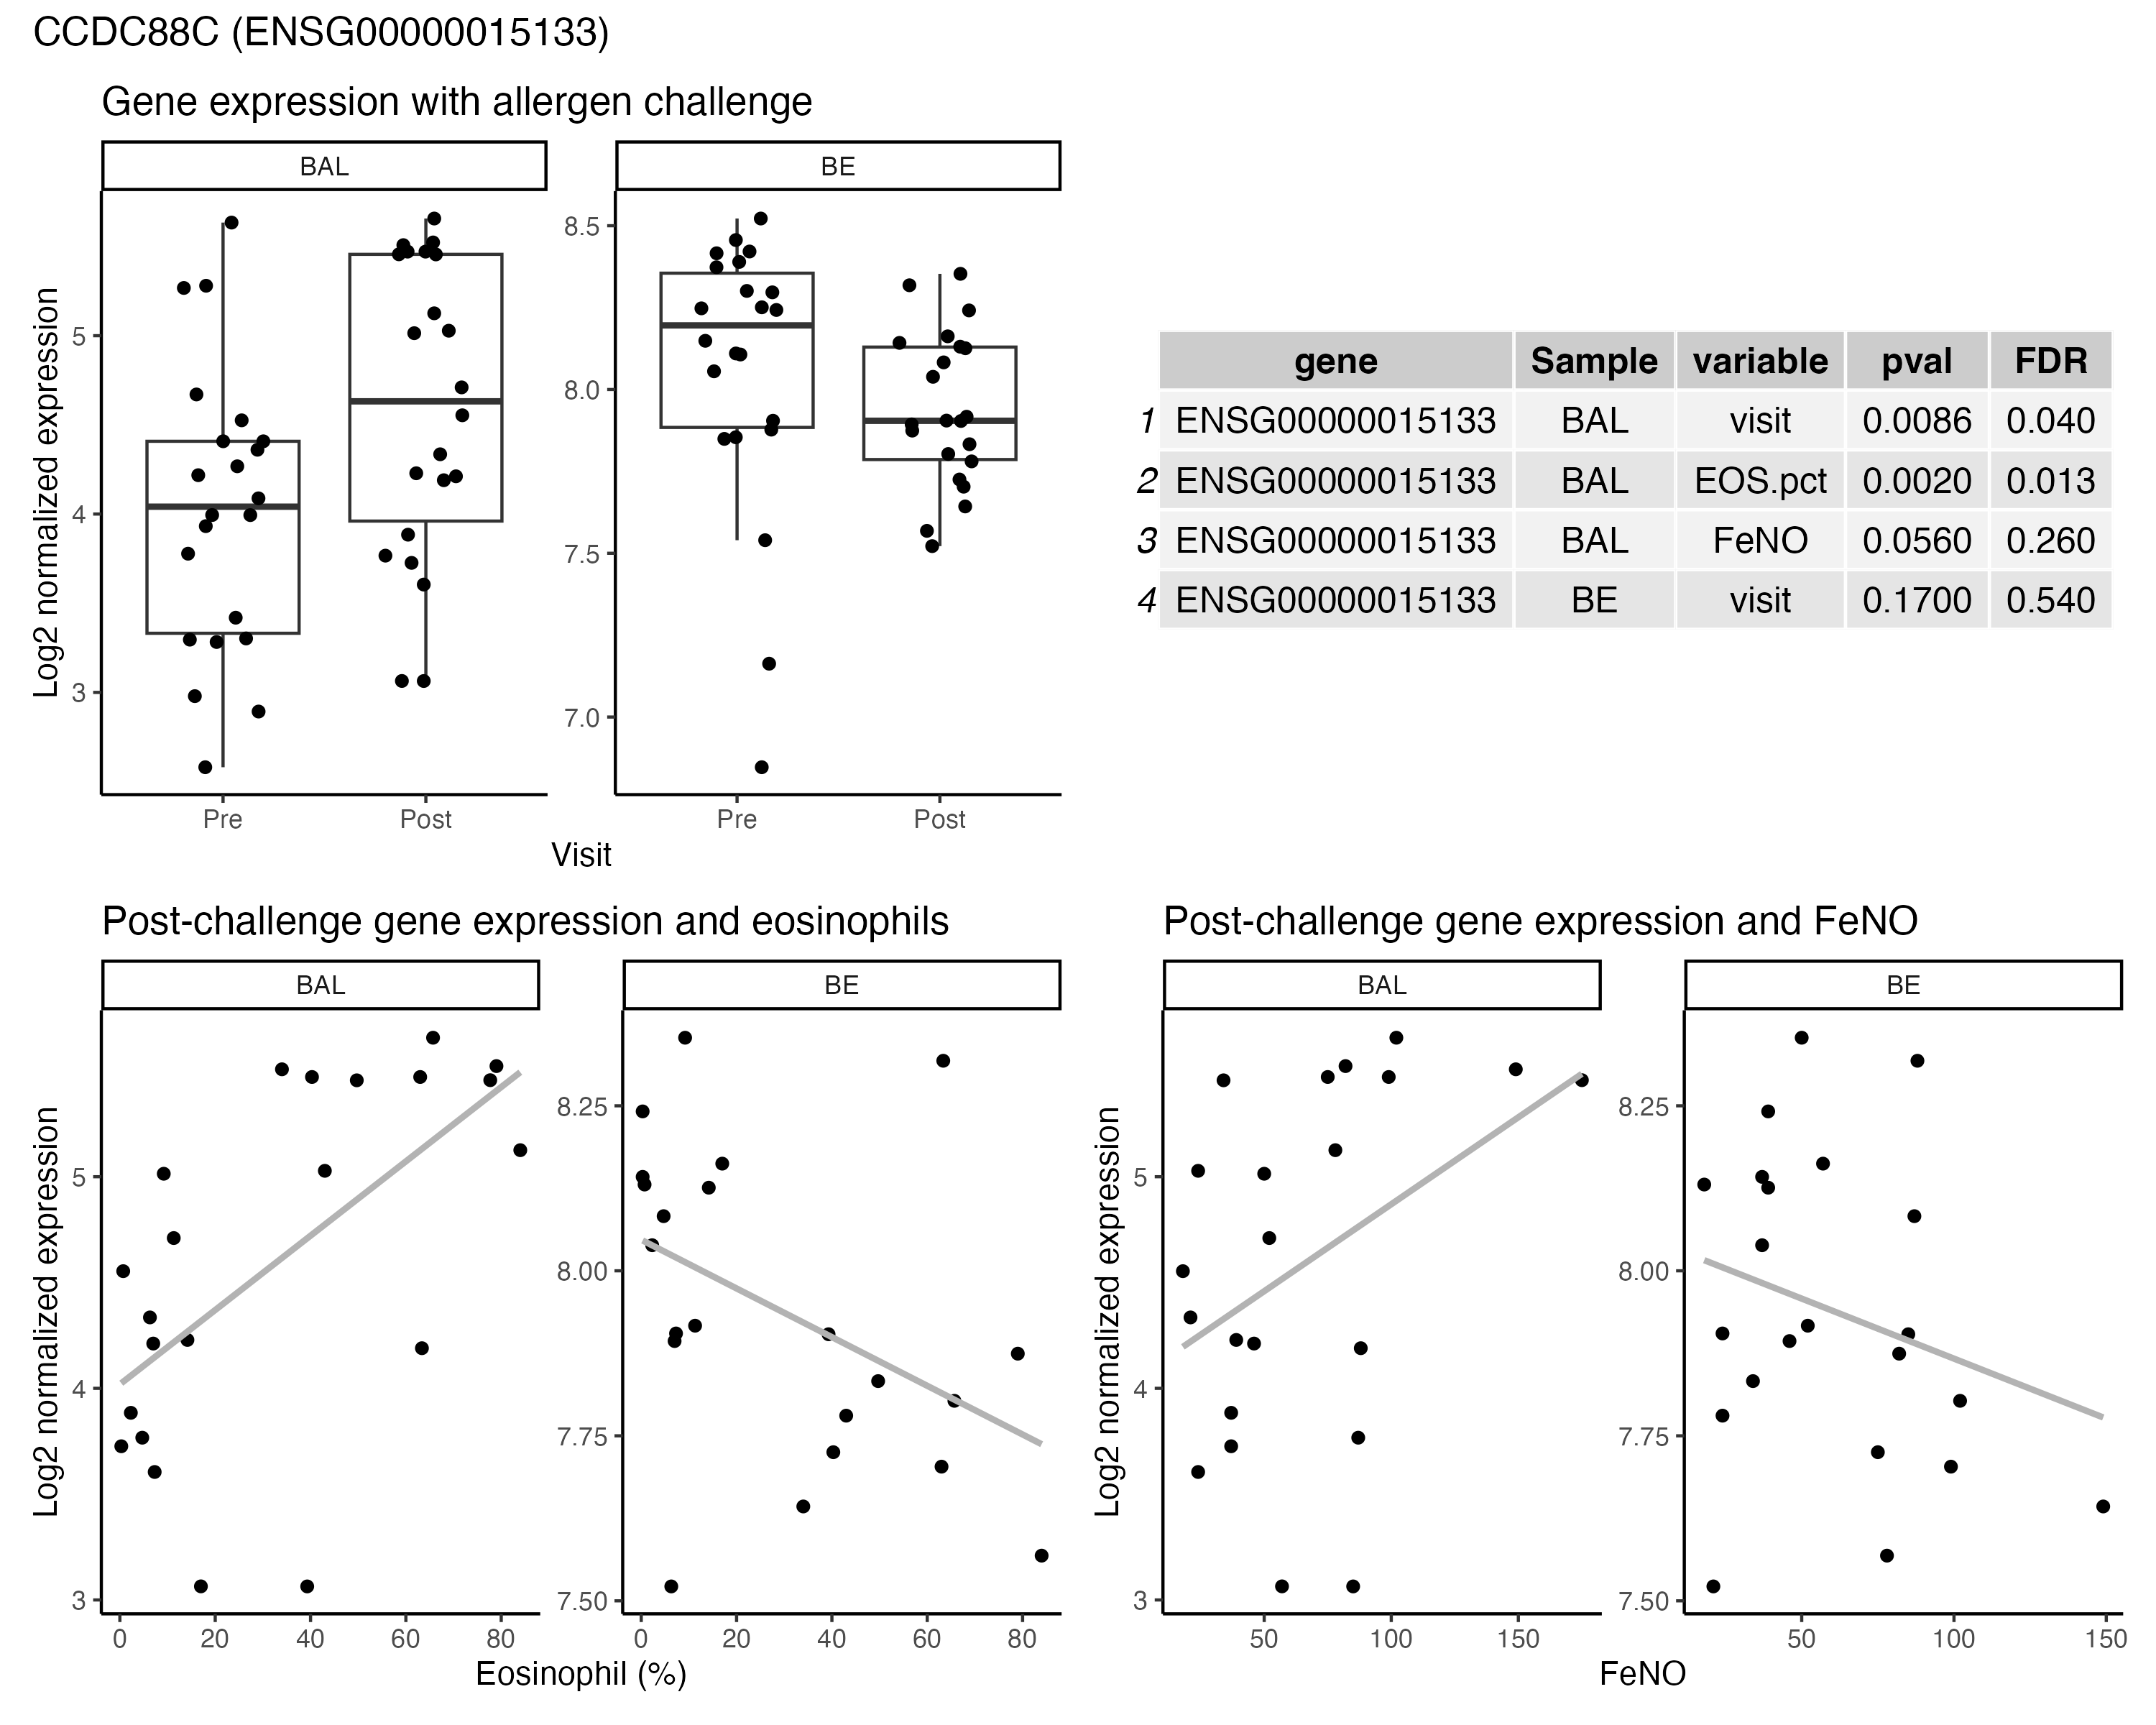 CCDC88C (ENSG00000015133)
Gene expression with allergen challenge
BAL
BE
Log2 normalized expression
5
4
3
8.5
8.0
7.5
7.0
Pre
Post
Pre
Post
Visit
gene Sample variable pval FDR
1 ENSG00000015133 BAL visit 0.0086 0.040
2 ENSG00000015133 BAL EOS.pct 0.0020 0.013
3 ENSG00000015133 BAL FeNO 0.0560 0.260
4 ENSG00000015133 BE visit 0.1700 0.540
Post-challenge gene expression and eosinophils
BAL
BE
Log2 normalized expression
5
4
3
8.25
8.00
7.75
7.50
0 20 40 60 80
0 20 40 60 80
Eosinophil (%)
Post-challenge gene expression and FeNO
BAL
BE
Log2 normalized expression
5
4
3
8.25
8.00
7.75
7.50
50 100 150
50 100 150
FeNO